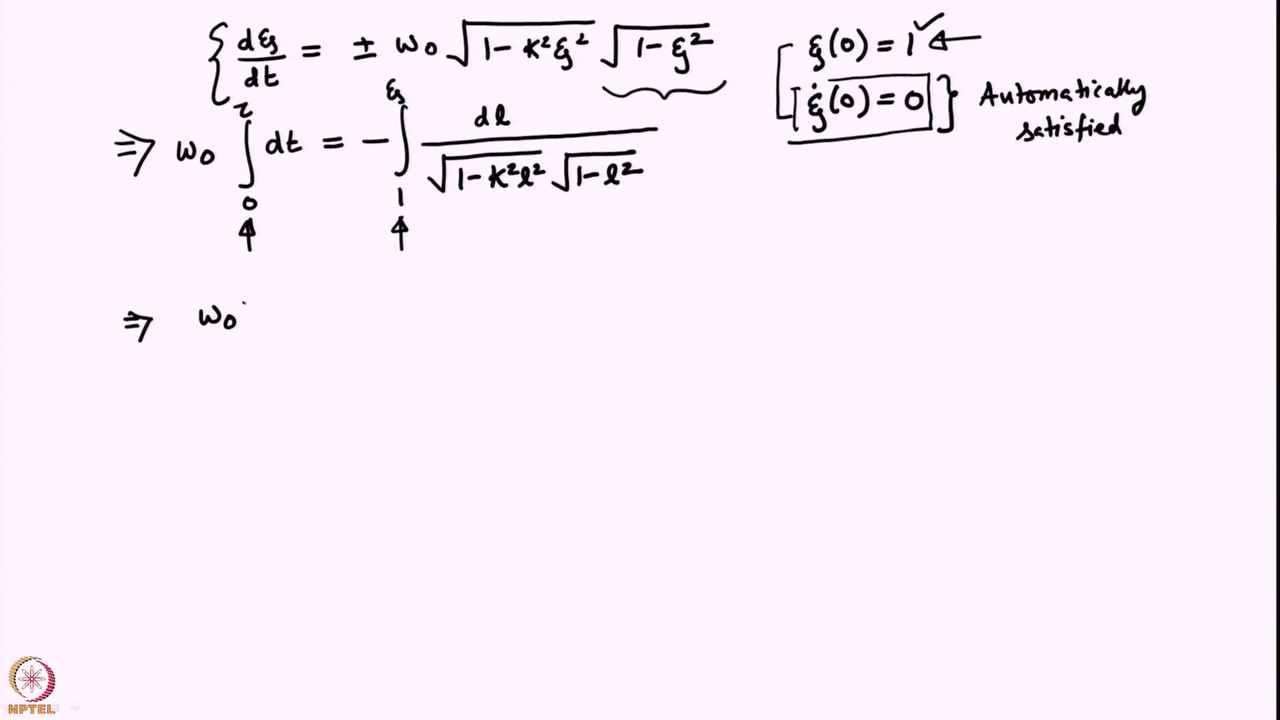 { dξ/dt = ± ω₀ √(1-k²ξ²) √(1-ξ²)
ξ(0) = 1 ✓ ←
ξ̇(0) = 0 } Automatically satisfied
⇒ ω₀ ∫₀^τ dt = - ∫₁^ξ dl / (√(1-k²l²) √(1-l²))
⇒ ω₀
NPTEL